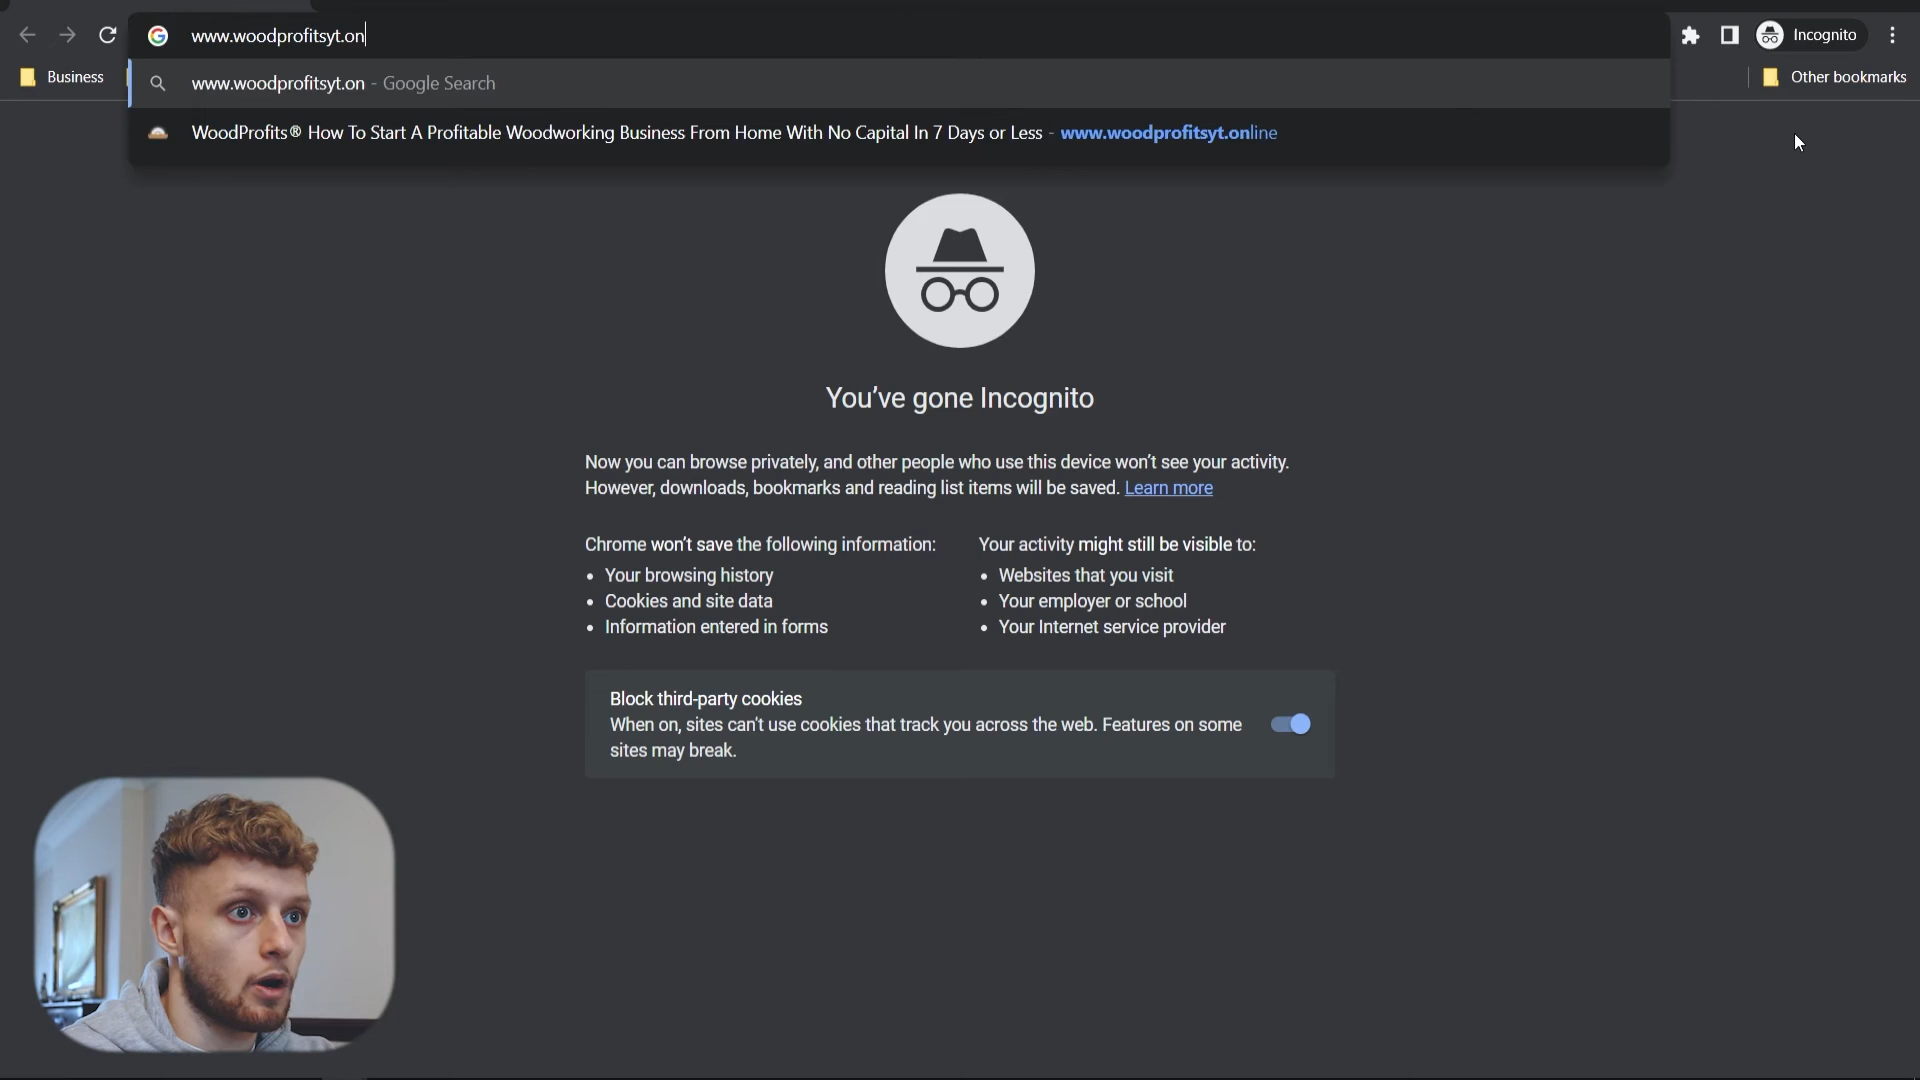 www.woodprofitsyt.on
Incognito
www.woodprofitsyt.on - Google Search
Business
Other bookmarks
WoodProfits® How To Start A Profitable Woodworking Business From Home With No Capital In 7 Days or Less - www.woodprofitsyt.online
You've gone Incognito
Now you can browse privately, and other people who use this device won't see your activity.
However, downloads, bookmarks and reading list items will be saved. Learn more
Chrome won't save the following information:
Your browsing history
Cookies and site data
Information entered in forms
Your activity might still be visible to:
Websites that you visit
Your employer or school
Your Internet service provider
Block third-party cookies
When on, sites can't use cookies that track you across the web. Features on some
sites may break.